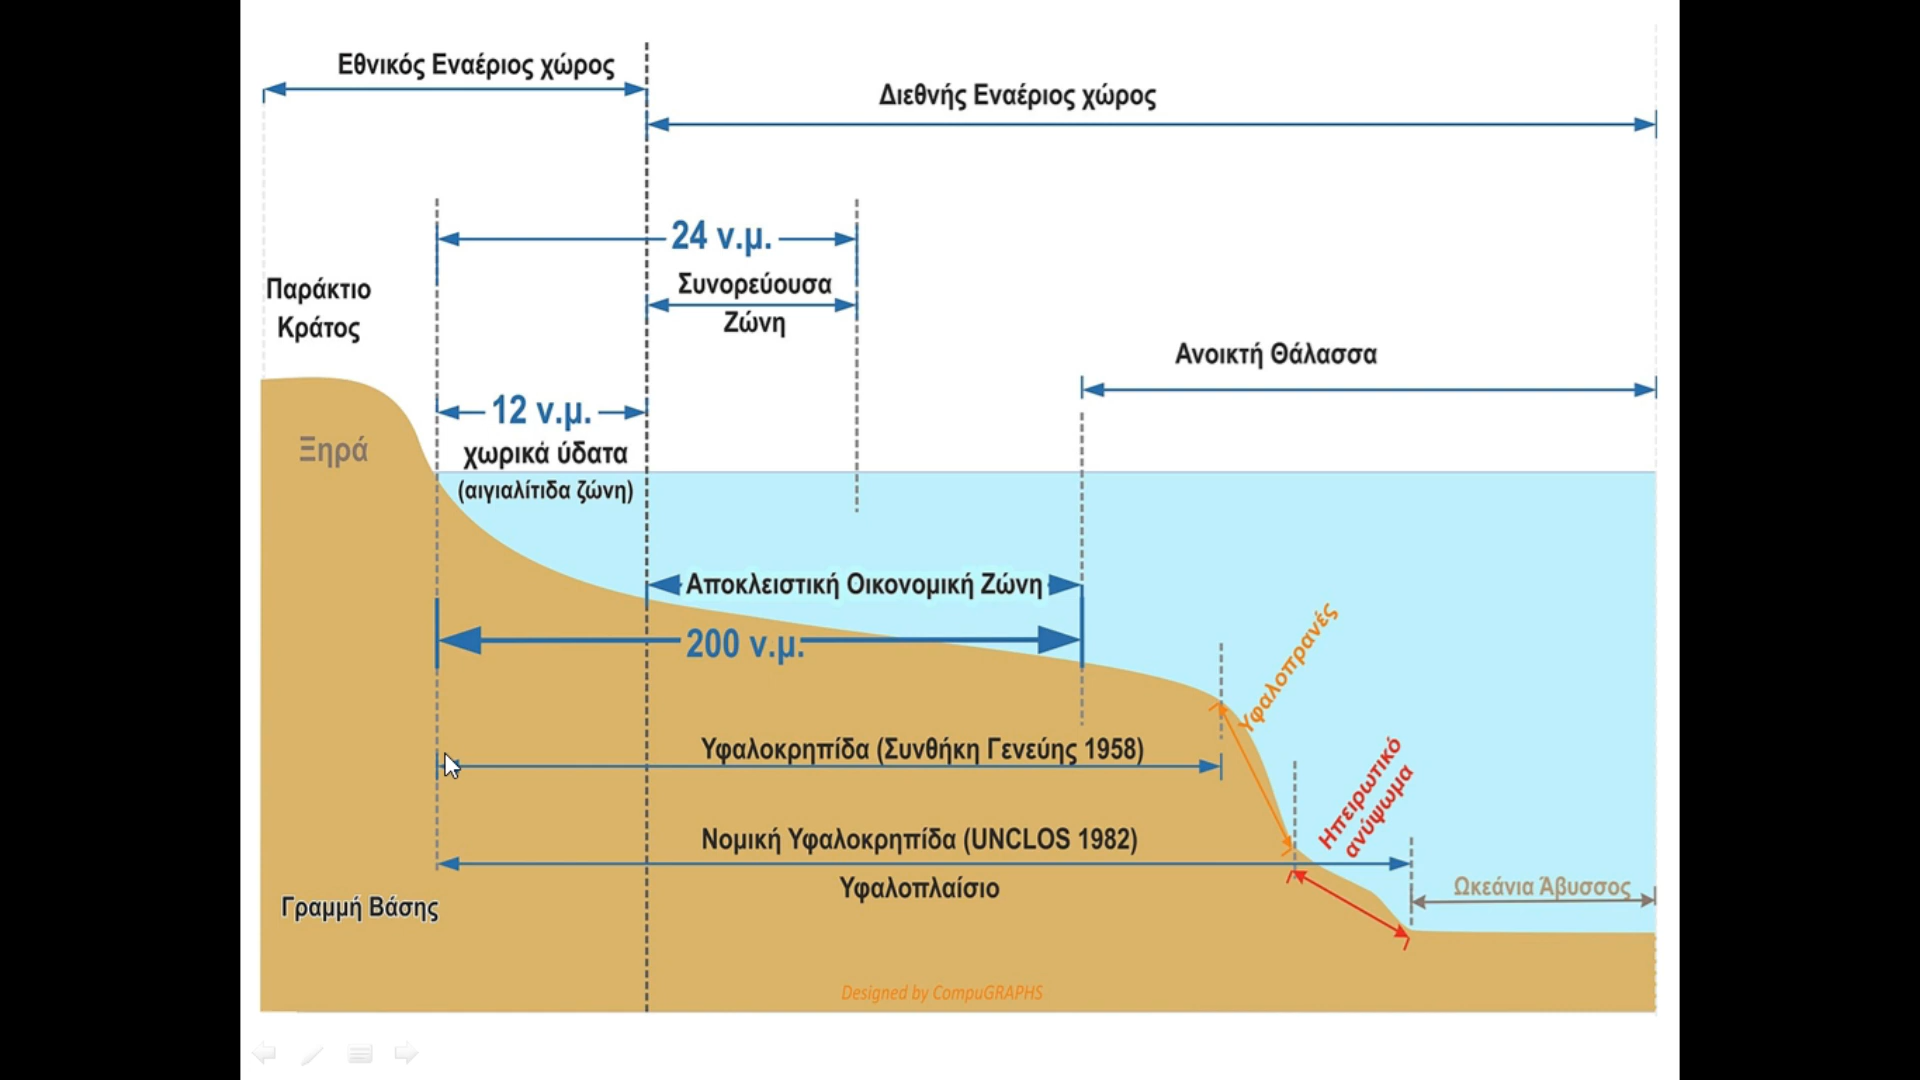 Εθνικός Εναέριος χώρος
Διεθνής Εναέριος χώρος
24 ν.μ.
Συνορεύουσα
Ζώνη
Παράκτιο
Κράτος
Ανοικτή Θάλασσα
12 ν.μ.
χωρικά ύδατα
(αιγιαλίτιδα ζώνη)
Ξηρά
Αποκλειστική Οικονομική Ζώνη
200 ν.μ.
Υφαλοπρανές
Υφαλοκρηπίδα (Συνθήκη Γενεύης 1958)
Ηπειρωτικό
ανύψωμα
Νομική Υφαλοκρηπίδα (UNCLOS 1982)
Υφαλοπλαίσιο
Ωκεάνια Άβυσσος
Γραμμή Βάσης
Designed by CompuGRAPHS